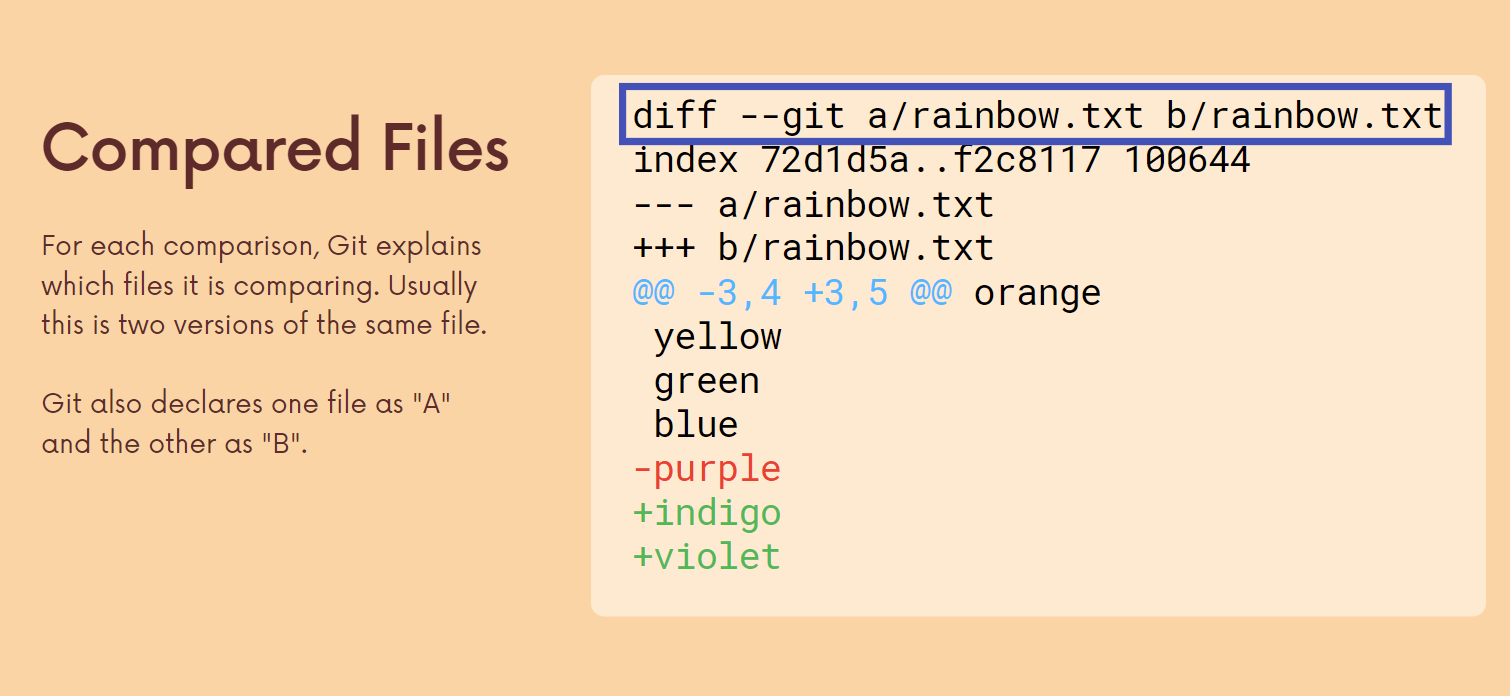 Compared Files
For each comparison, Git explains
which files it is comparing. Usually
this is two versions of the same file.
Git also declares one file as "A"
and the other as "B".
diff --git a/rainbow.txt b/rainbow.txt
index 72d1d5a..f2c8117 100644
--- a/rainbow.txt
+++ b/rainbow.txt
@@ -3,4 +3,5 @@ orange
 yellow
 green
 blue
-purple
+indigo
+violet